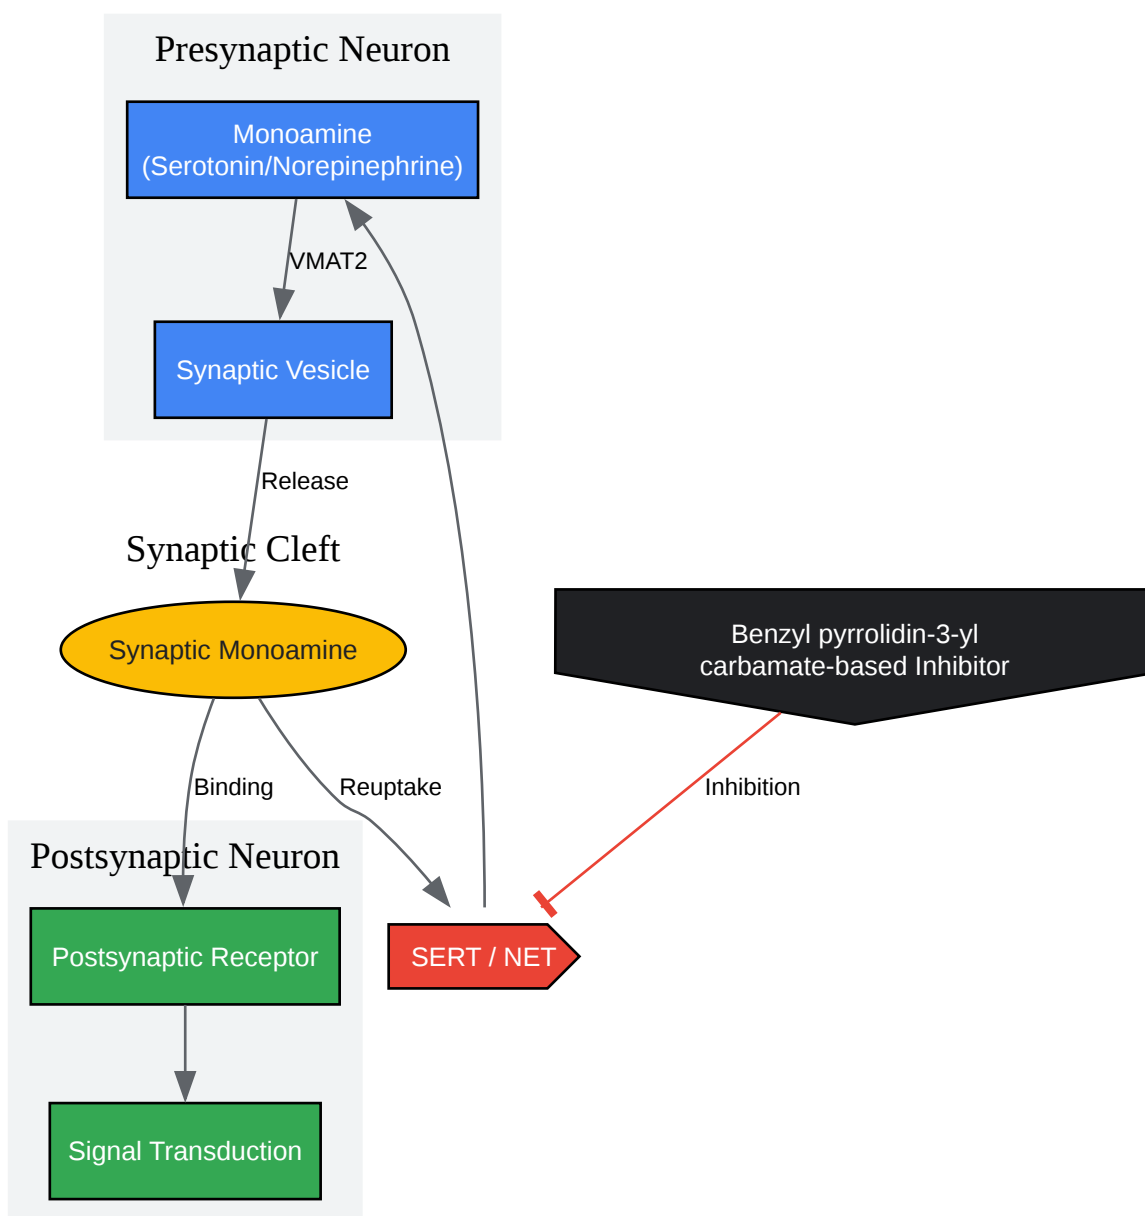 Presynaptic Neuron
Monoamine
(Serotonin/Norepinephrine)
VMAT2
Synaptic Vesicle
Release
Synaptic Cleft
Synaptic Monoamine
Benzyl pyrrolidin-3-yl
carbamate-based Inhibitor
Binding
Reuptake
Inhibition
Postsynaptic Neuron
Postsynaptic Receptor
SERT / NET
Signal Transduction